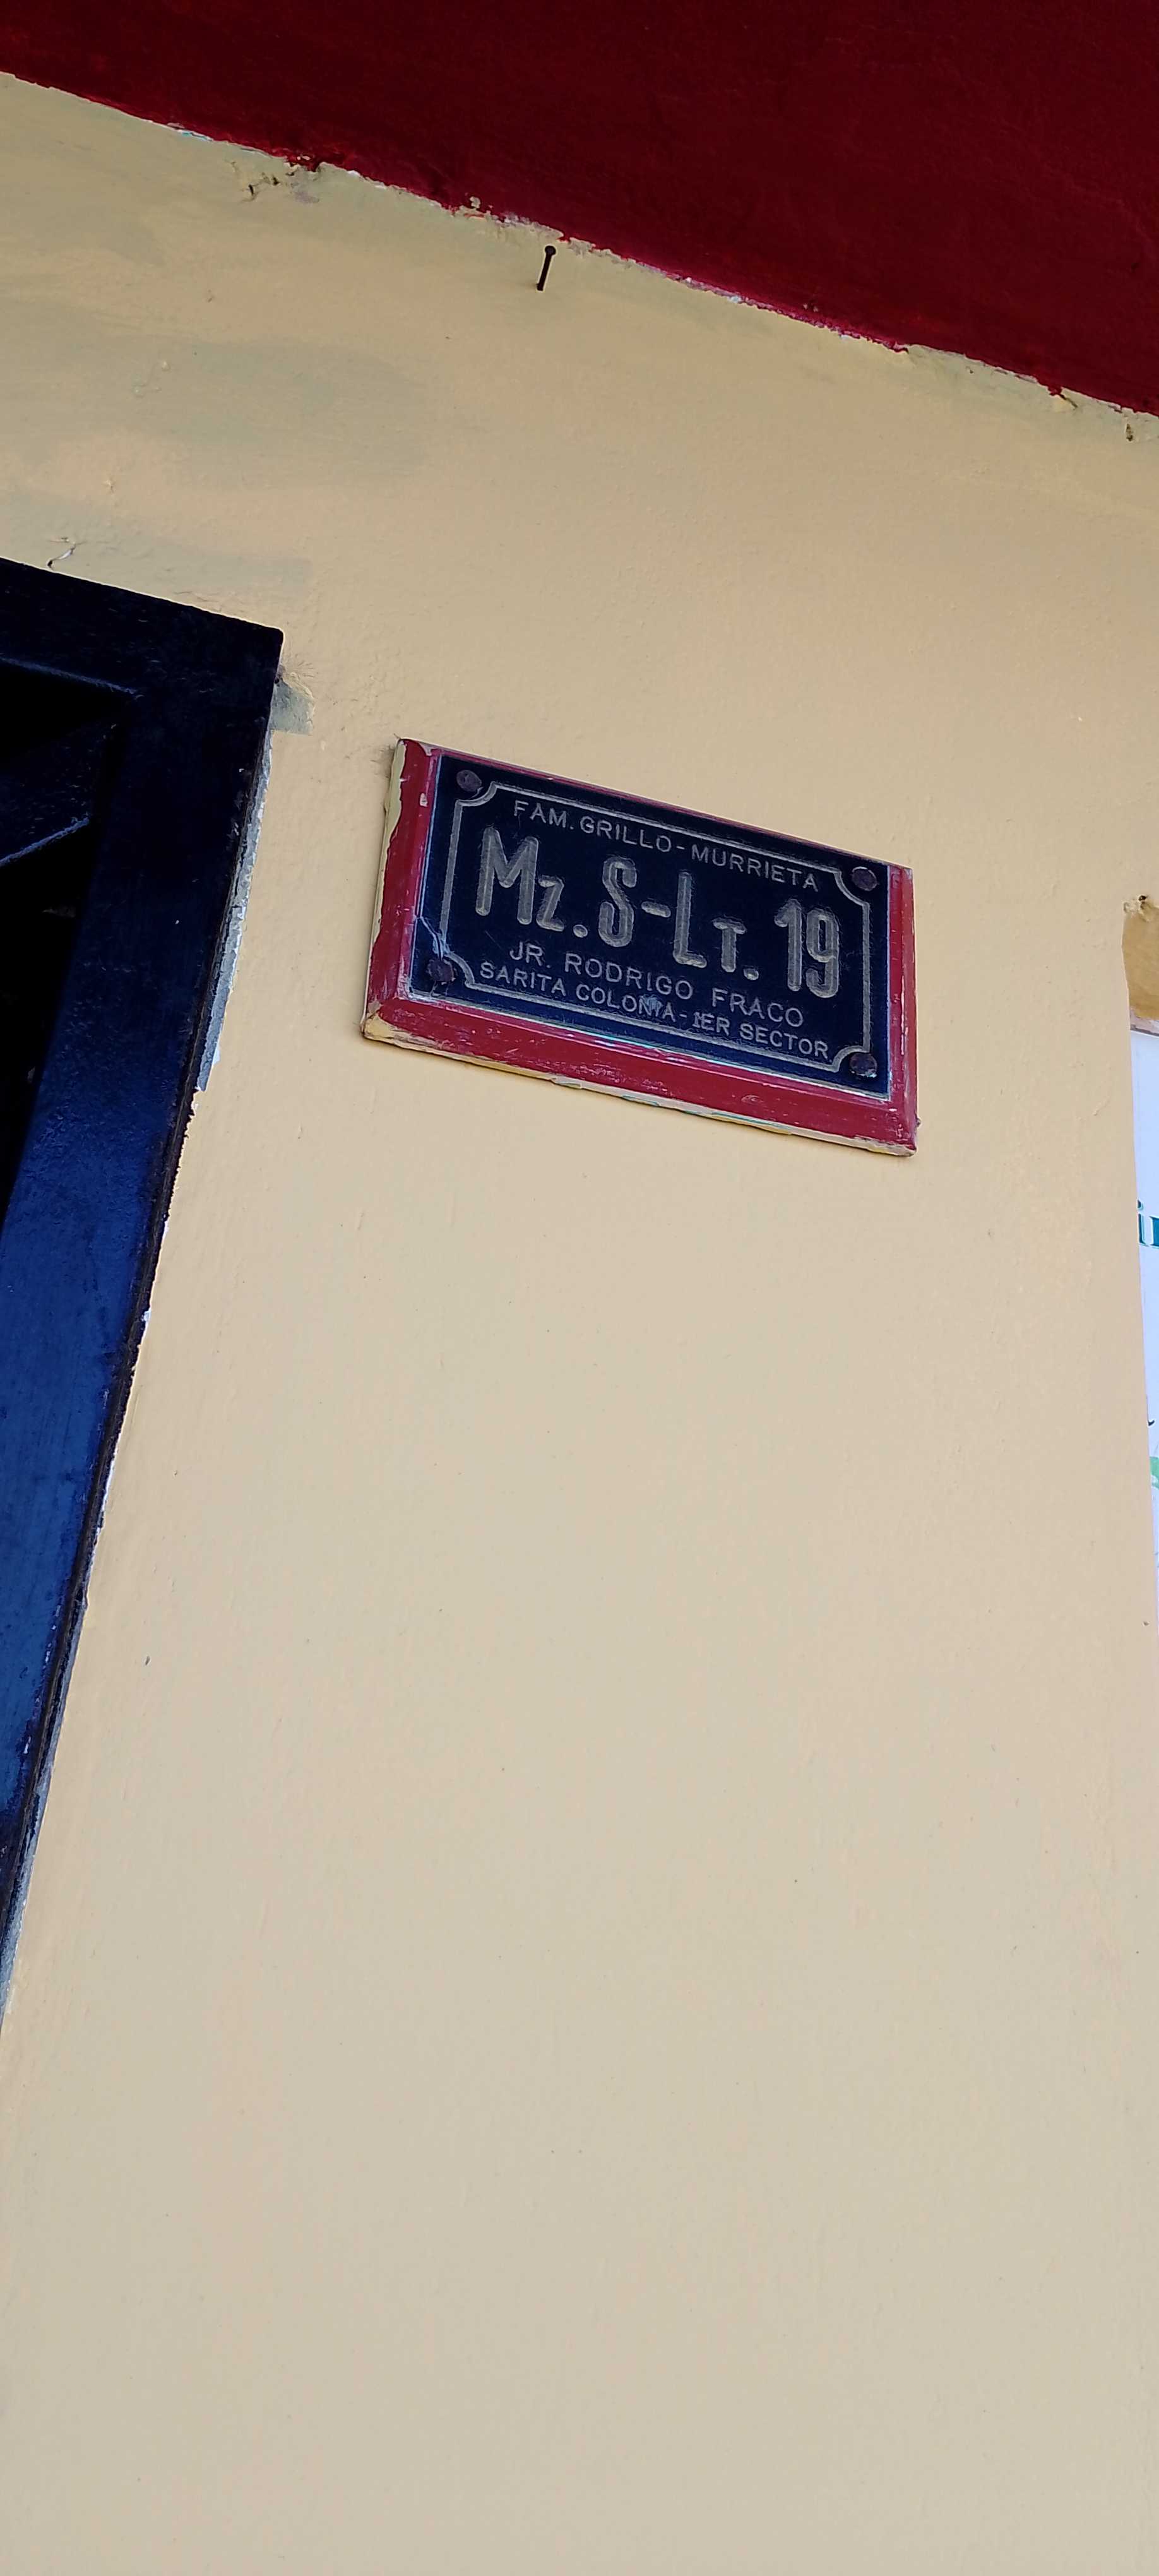 FAM. GRILLO-MURRIETA
Mz. S-LT. 19
JR. RODRIGO FRACO
SARITA COLONIA-1ER SECTOR